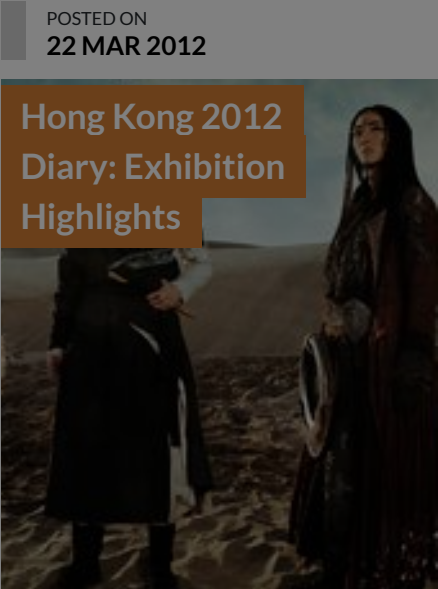 POSTED ON
22 MAR 2012
Hong Kong 2012
Diary: Exhibition
Highlights